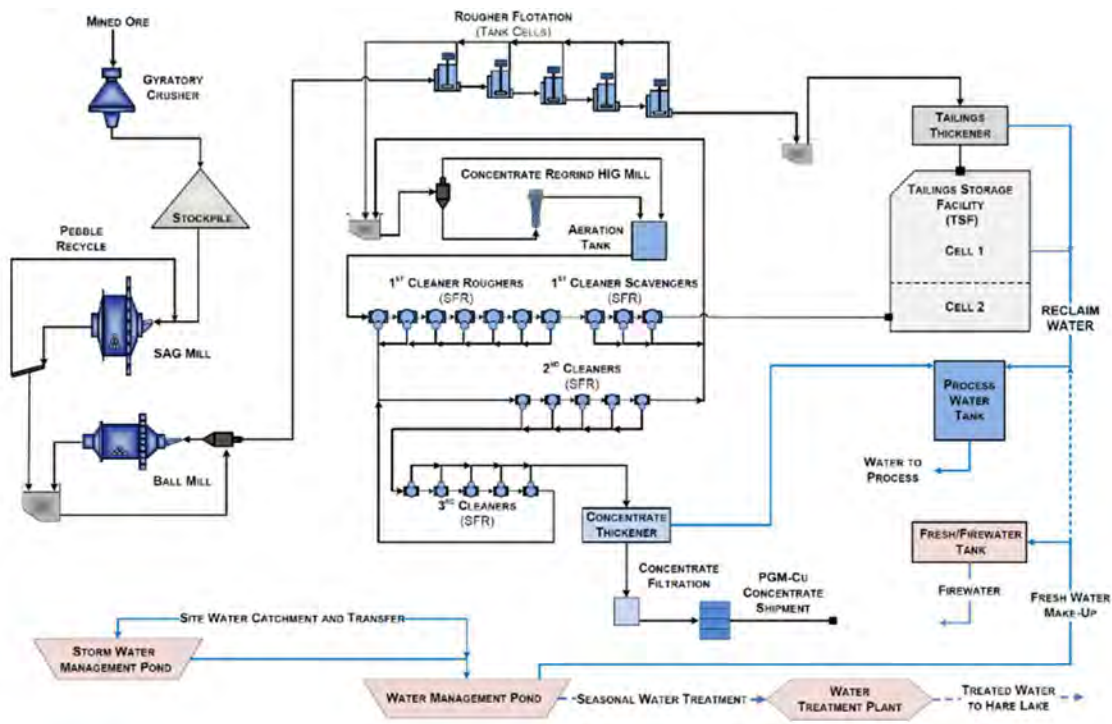 MINED ORE
GYRATORY
CRUSHER
STOCKPILE
PEBBLE
RECYCLE
SAG MILL
BALL MILL
ROUGHER FLOTATION
(TANK CELLS)
CONCENTRATE REGRIND HIG MILL
AERATION
TANK
1ST CLEANER ROUGHERS
(SFR)
1ST CLEANER SCAVENGERS
(SFR)
2ND CLEANERS
(SFR)
3RD CLEANERS
(SFR)
TAILINGS
THICKENER
TAILINGS STORAGE
FACILITY
(TSF)
CELL 1
CELL 2
RECLAIM
WATER
PROCESS
WATER
TANK
WATER TO
PROCESS
CONCENTRATE
THICKENER
CONCENTRATE
FILTRATION
PGM-CU
CONCENTRATE
SHIPMENT
FRESH/FIREWATER
TANK
FIREWATER
FRESH WATER
MAKE-UP
SITE WATER CATCHMENT AND TRANSFER
STORM WATER
MANAGEMENT POND
WATER MANAGEMENT POND
SEASONAL WATER TREATMENT
WATER
TREATMENT PLANT
TREATED WATER
TO HARE LAKE